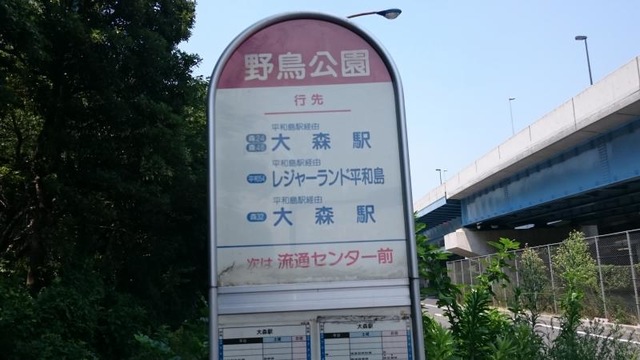 野鳥公園
行先
平和島駅経由
大森駅
平和島駅経由
レジャーランド平和島
平和島駅経由
大森駅
次は 流通センター前
大森駅 大森駅